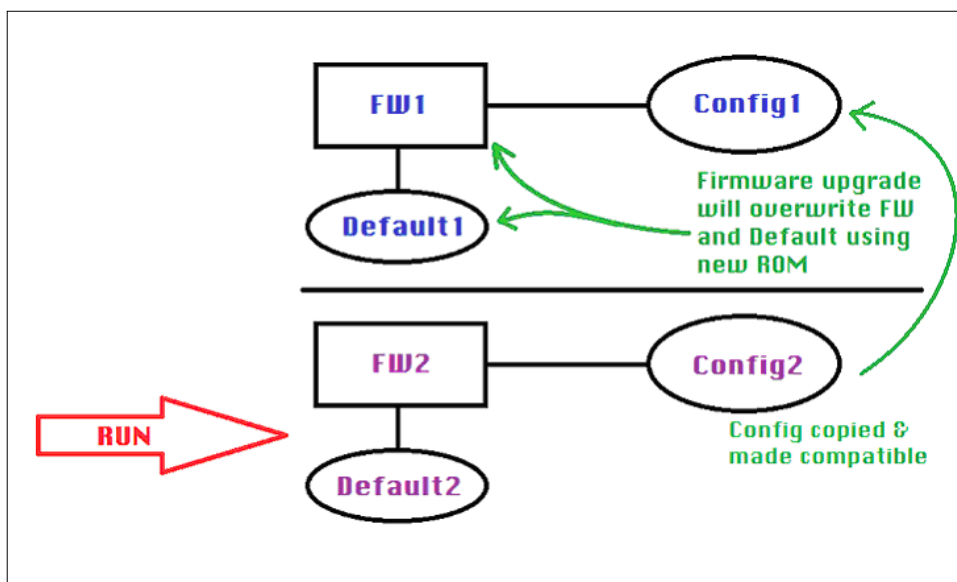 FW1
Config1
Default1
Firmware upgrade
will overwrite FW
and Default using
new ROM
FW2
Config2
RUN
Default2
Config copied &
made compatible